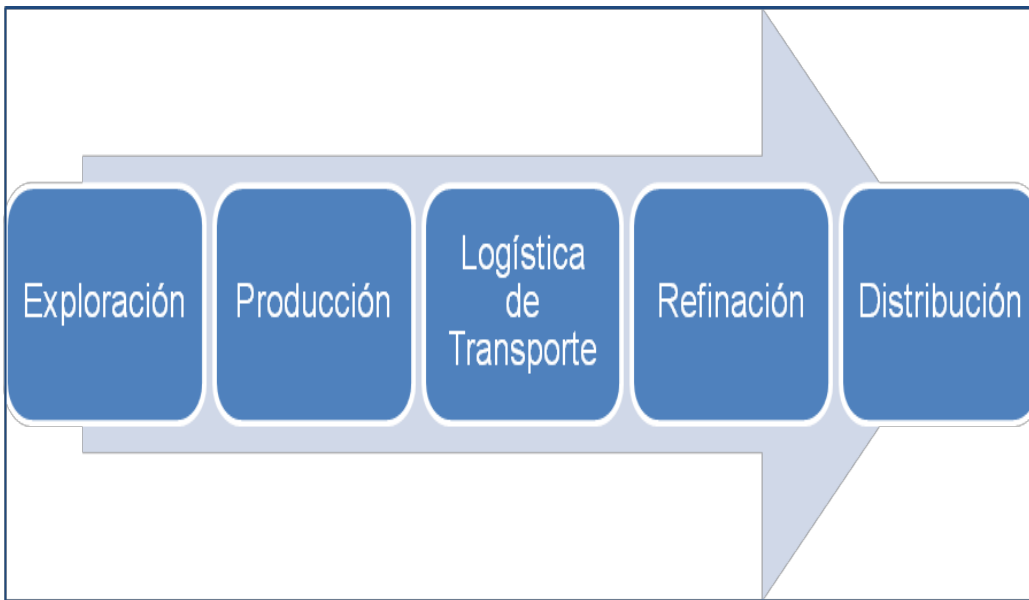 Exploración
Producción
Logística
de
Transporte
Refinación
Distribución